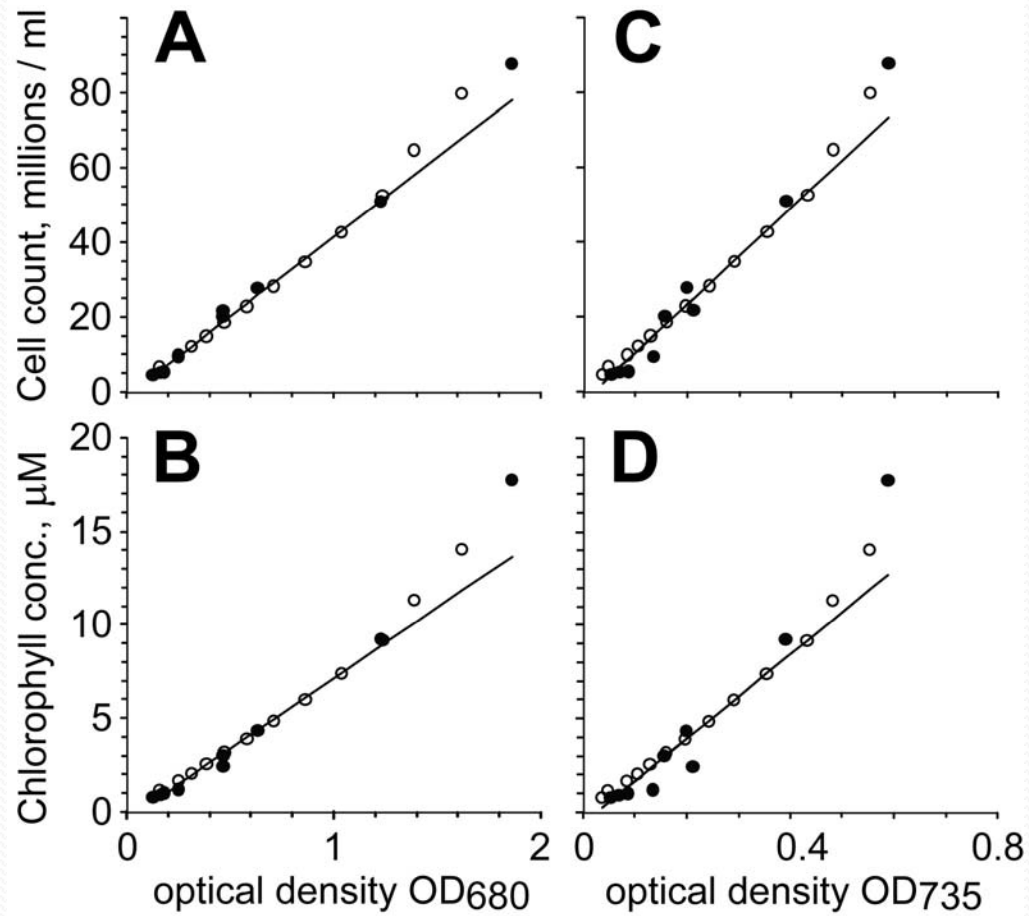 A
C
Cell count, millions / ml
80
60
40
20
0
B
D
Chlorophyll conc., μM
20
15
10
5
0
0 1 2
0 0.4 0.8
optical density OD680
optical density OD735